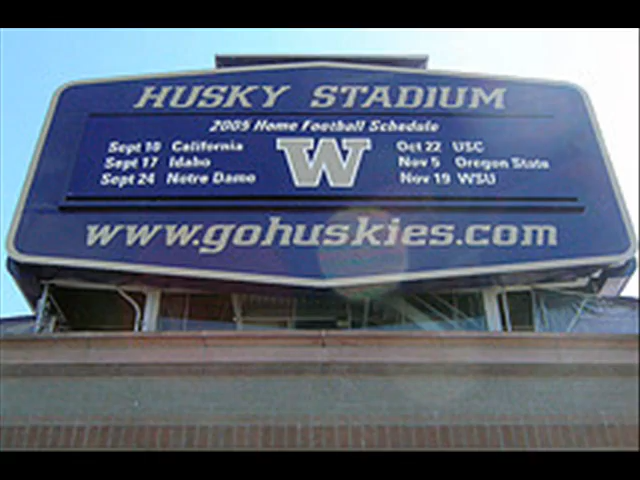 HUSKY STADIUM
2005 Home Football Schedule
Sept 10 California
Sept 17 Idaho
Sept 24 Notre Dame
W
Oct 22 USC
Nov 5 Oregon State
Nov 19 WSU
www.gohuskies.com